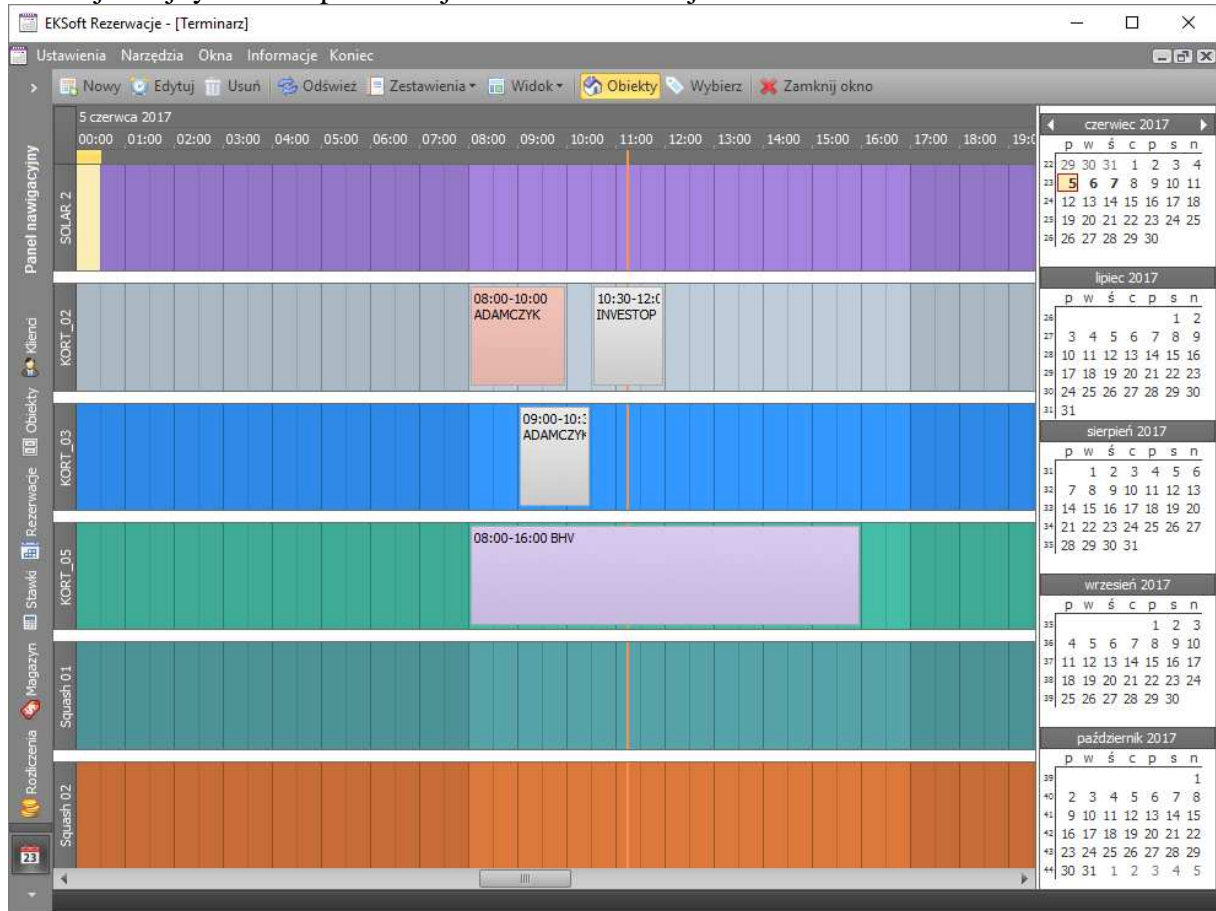 EKSoft Rezerwacje - [Terminarz]
Ustawienia Narzędzia Okna Informacje Koniec
Nowy Edytuj Usuń Odśwież Zestawienia Widok Obiekty Wybierz Zamknij okno
5 czerwca 2017
00:00 01:00 02:00 03:00 04:00 05:00 06:00 07:00 08:00 09:00 10:00 11:00 12:00 13:00 14:00 15:00 16:00 17:00 18:00 19:0
Panel nawigacyjny
Klienci
Obiekty
Rezerwacje
Stawki
Magazyn
Rozliczenia
23
SOLAR 2
KORT_02
08:00-10:00
ADAMCZYK
10:30-12:0
INVESTOP
KORT_03
09:00-10:3
ADAMCZYK
KORT_05
08:00-16:00 BHV
Squash 01
Squash 02
czerwiec 2017
p w ś c p s n
22 29 30 31 1 2 3 4
23 5 6 7 8 9 10 11
24 12 13 14 15 16 17 18
25 19 20 21 22 23 24 25
26 26 27 28 29 30
lipiec 2017
p w ś c p s n
26 1 2
27 3 4 5 6 7 8 9
28 10 11 12 13 14 15 16
29 17 18 19 20 21 22 23
30 24 25 26 27 28 29 30
31 31
sierpień 2017
p w ś c p s n
31 1 2 3 4 5 6
32 7 8 9 10 11 12 13
33 14 15 16 17 18 19 20
34 21 22 23 24 25 26 27
35 28 29 30 31
wrzesień 2017
p w ś c p s n
35 1 2 3
36 4 5 6 7 8 9 10
37 11 12 13 14 15 16 17
38 18 19 20 21 22 23 24
39 25 26 27 28 29 30
październik 2017
p w ś c p s n
39 1
40 2 3 4 5 6 7 8
41 9 10 11 12 13 14 15
42 16 17 18 19 20 21 22
43 23 24 25 26 27 28 29
44 30 31 1 2 3 4 5